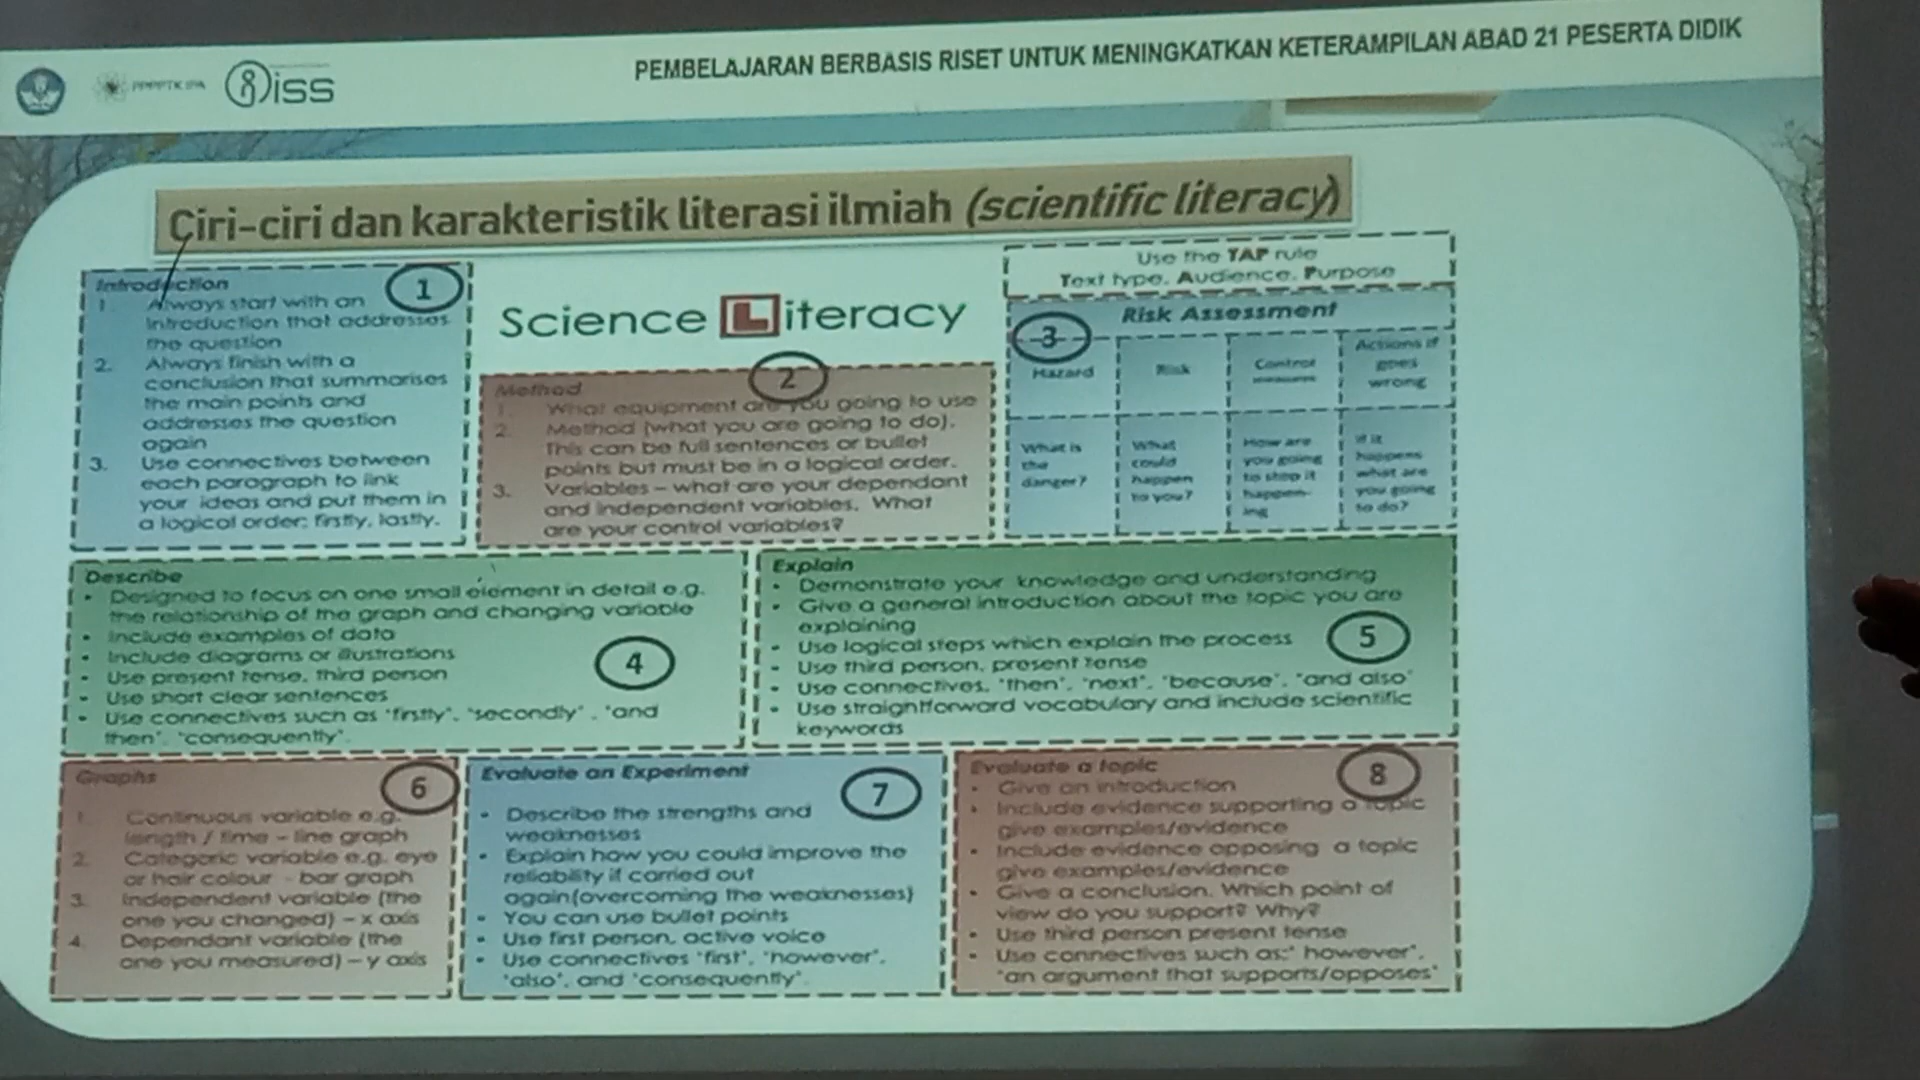 PPPPTK IPA
iss
PEMBELAJARAN BERBASIS RISET UNTUK MENINGKATKAN KETERAMPILAN ABAD 21 PESERTA DIDIK
Ciri-ciri dan karakteristik literasi ilmiah (scientific literacy)
Introduction
1
1. Always start with an
introduction that addresses
the question
2. Always finish with a
conclusion that summarises
the main points and
addresses the question
again
3. Use connectives between
each paragraph to link
your ideas and put them in
a logical order; firstly, lastly.
Science Literacy
Method
2
1. What equipment are you going to use
2. Method (what you are going to do).
This can be full sentences or bullet
points but must be in a logical order.
3. Variables – what are your dependant
and independent variables. What
are your control variables?
Use the TAP rule
Text type, Audience, Purpose
Risk Assessment
3
Hazard
Risk
Control
measures
Actions if
goes
wrong
What is
the
danger?
What
could
happen
to you?
How are
you going
to stop it
happen-
ing
If it
happens
what are
you going
to do?
Describe
• Designed to focus on one small element in detail e.g.
the relationship of the graph and changing variable
• Include examples of data
• Include diagrams or illustrations
• Use present tense, third person
• Use short clear sentences
• Use connectives such as "firstly", "secondly", "and
then", "consequently".
4
Explain
• Demonstrate your knowledge and understanding
• Give a general introduction about the topic you are
explaining
• Use logical steps which explain the process
• Use third person, present tense
• Use connectives, "then", "next", "because", "and also"
• Use straightforward vocabulary and include scientific
keywords
5
Graphs
6
1. Continuous variable e.g.
length / time – line graph
2. Categoric variable e.g. eye
or hair colour - bar graph
3. Independent variable (the
one you changed) – x axis
4. Dependant variable (the
one you measured) – y axis
Evaluate an Experiment
7
• Describe the strengths and
weaknesses
• Explain how you could improve the
reliability if carried out
again(overcoming the weaknesses)
• You can use bullet points
• Use first person, active voice
• Use connectives "first", "however",
"also", and "consequently".
Evaluate a topic
8
• Give an introduction
• Include evidence supporting a topic
give examples/evidence
• Include evidence opposing a topic
give examples/evidence
• Give a conclusion. Which point of
view do you support? Why?
• Use third person present tense
• Use connectives such as:" however",
"an argument that supports/opposes"